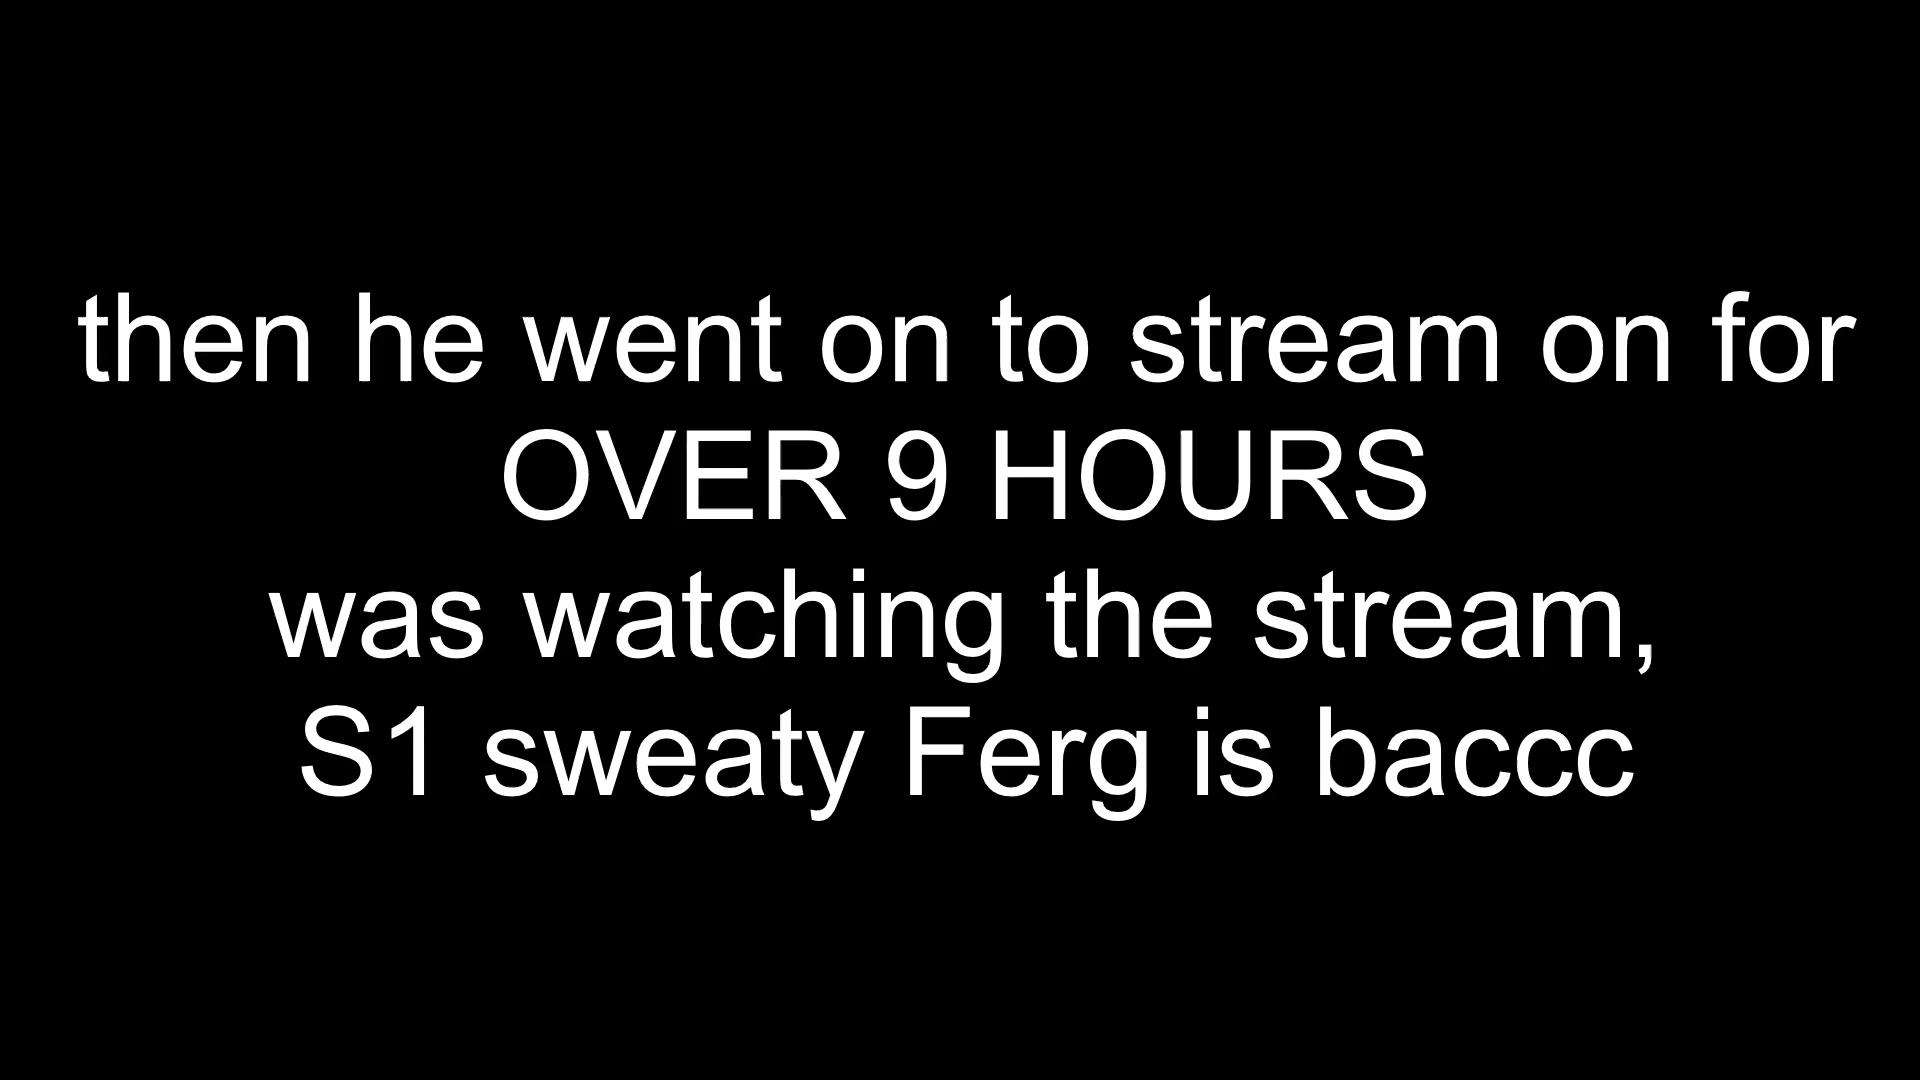 then he went on to stream on for
OVER 9 HOURS
was watching the stream,
S1 sweaty Ferg is baccc